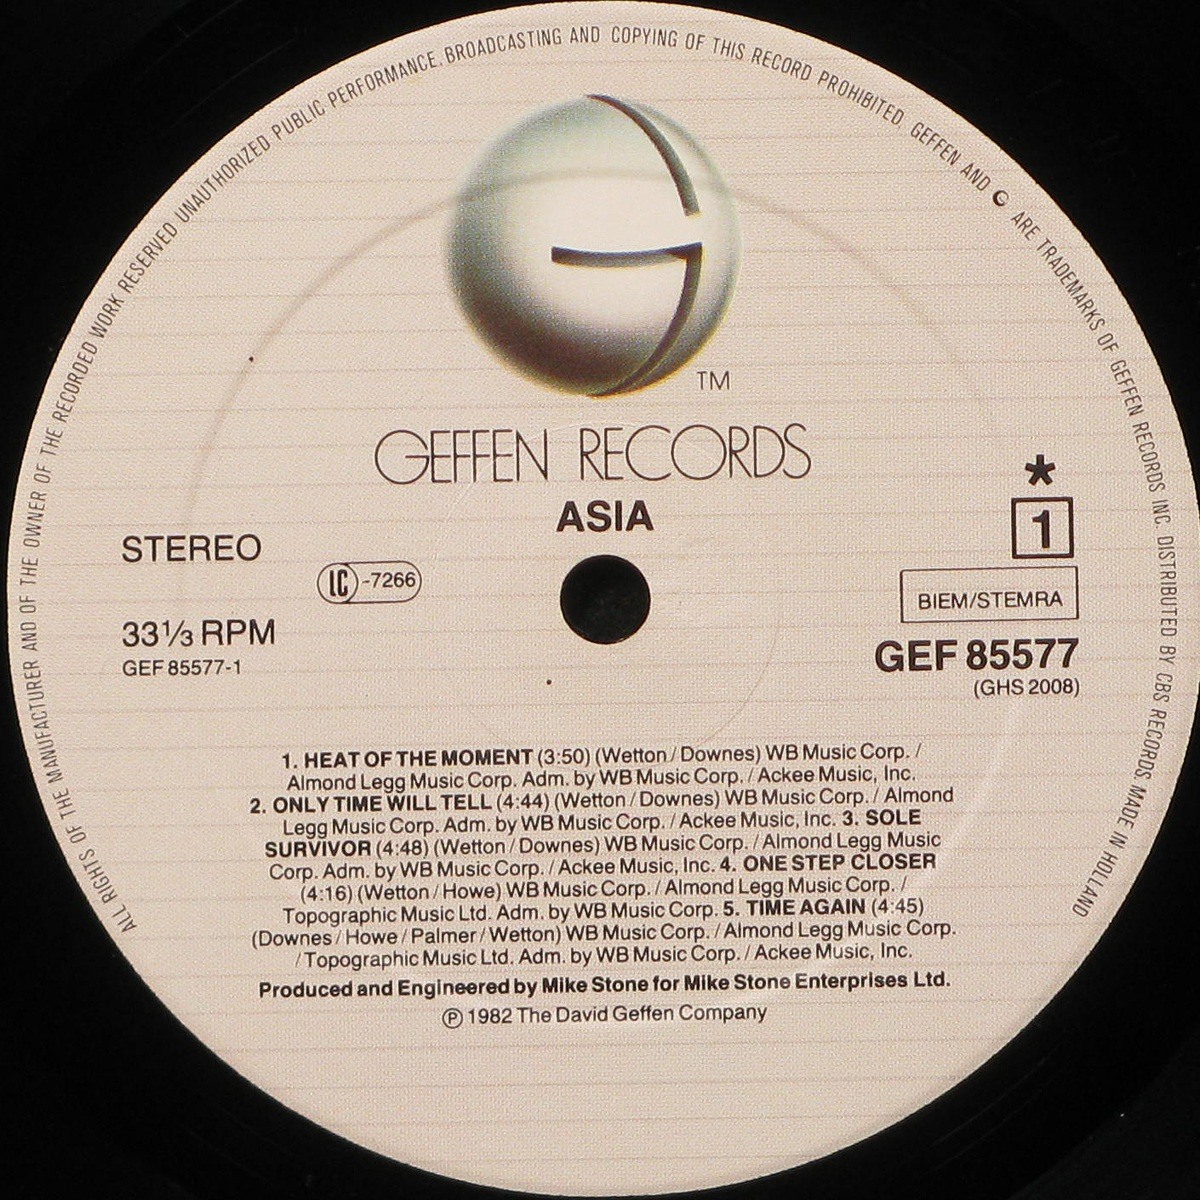 ALL RIGHTS OF THE MANUFACTURER AND OF THE OWNER OF THE RECORDED WORK RESERVED UNAUTHORIZED PUBLIC PERFORMANCE, BROADCASTING AND COPYING OF THIS RECORD PROHIBITED. GEFFEN AND G ARE TRADEMARKS OF GEFFEN RECORDS INC. DISTRIBUTED BY CBS RECORDS. MADE IN HOLLAND
TM
GEFFEN RECORDS
ASIA
STEREO
LC -7266
33⅓ RPM
GEF 85577-1
*
1
BIEM/STEMRA
GEF 85577
(GHS 2008)
1. HEAT OF THE MOMENT (3:50) (Wetton / Downes) WB Music Corp. /
Almond Legg Music Corp. Adm. by WB Music Corp. / Ackee Music, Inc.
2. ONLY TIME WILL TELL (4:44) (Wetton / Downes) WB Music Corp. / Almond
Legg Music Corp. Adm. by WB Music Corp. / Ackee Music, Inc. 3. SOLE
SURVIVOR (4:48) (Wetton / Downes) WB Music Corp. / Almond Legg Music
Corp. Adm. by WB Music Corp. / Ackee Music, Inc. 4. ONE STEP CLOSER
(4:16) (Wetton / Howe) WB Music Corp. / Almond Legg Music Corp. /
Topographic Music Ltd. Adm. by WB Music Corp. 5. TIME AGAIN (4:45)
(Downes / Howe / Palmer / Wetton) WB Music Corp. / Almond Legg Music Corp.
/ Topographic Music Ltd. Adm. by WB Music Corp. / Ackee Music, Inc.
Produced and Engineered by Mike Stone for Mike Stone Enterprises Ltd.
℗ 1982 The David Geffen Company